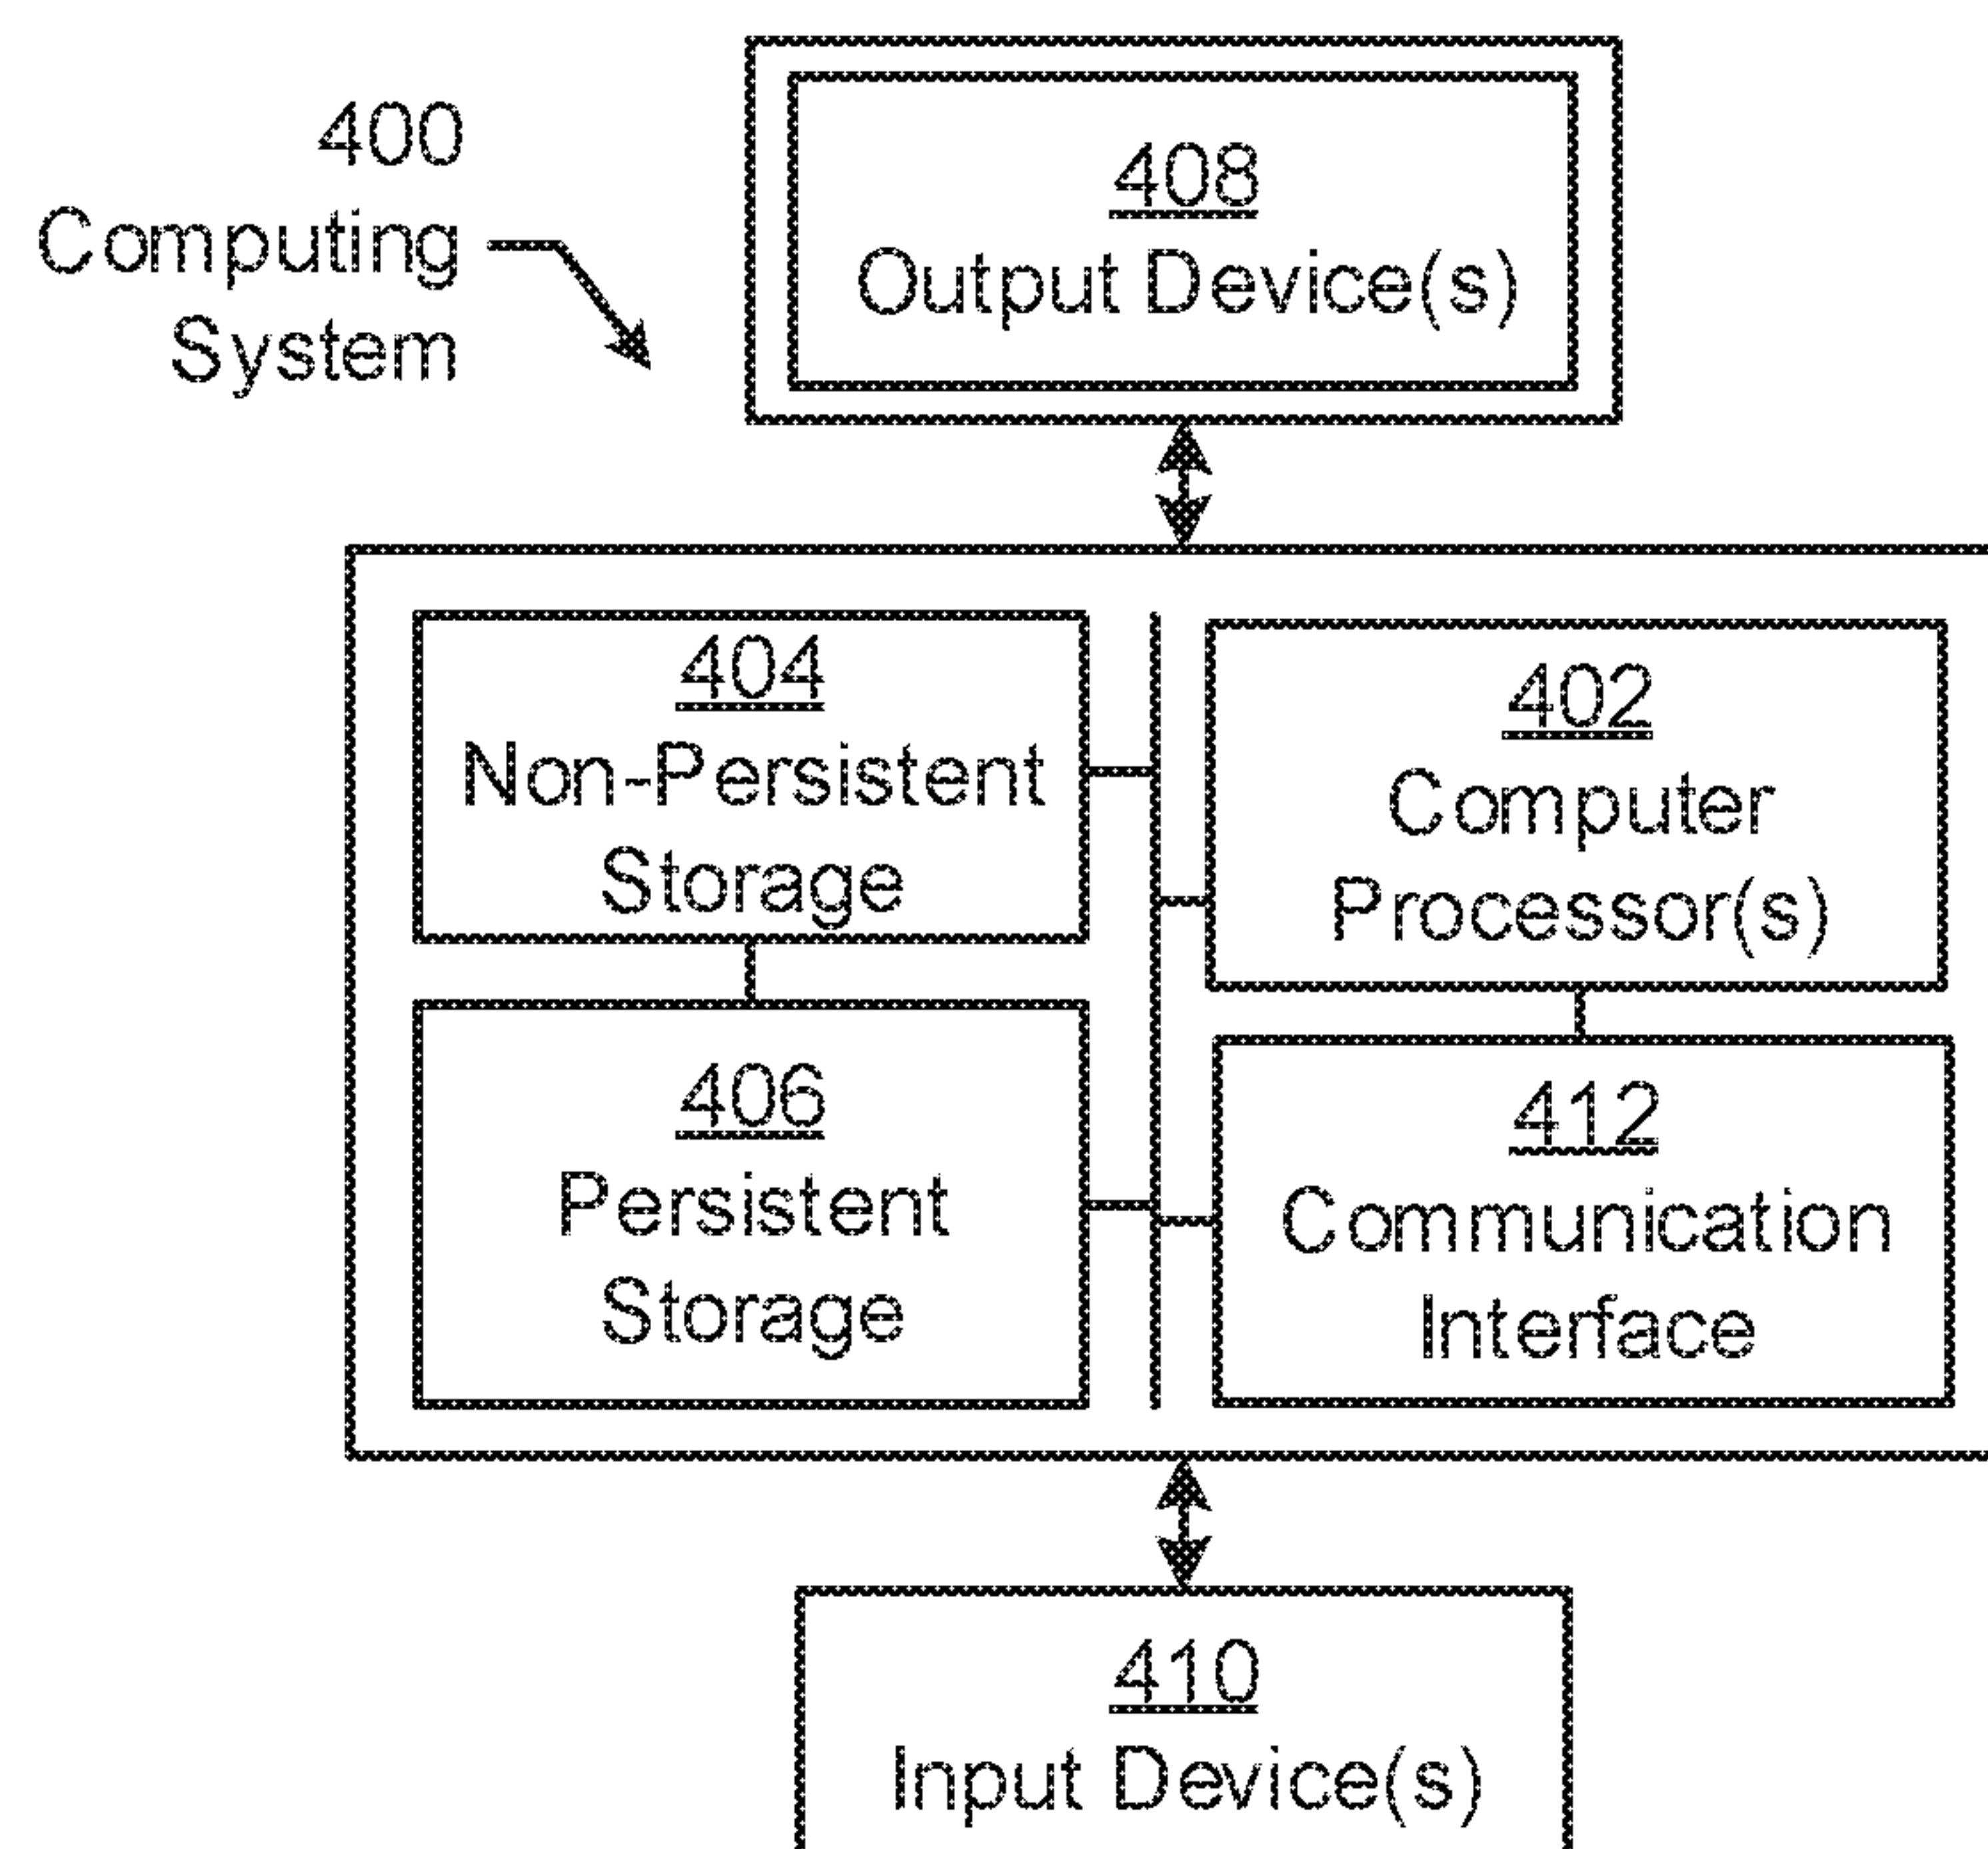 400
Computing
System
408
Output Device(s)
404
Non-Persistent
Storage
402
Computer
Processor(s)
406
Persistent
Storage
412
Communication
Interface
410
Input Device(s)